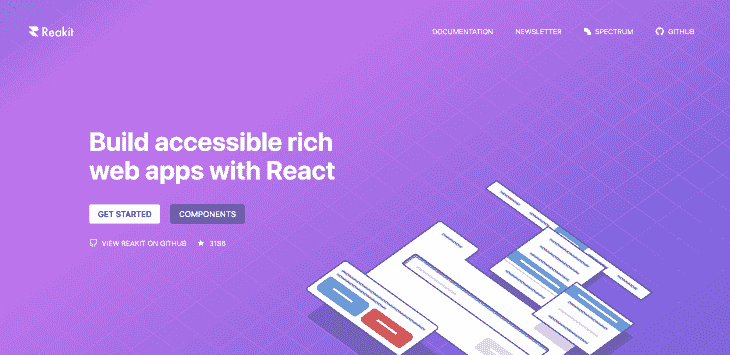 Reakit
DOCUMENTATION
NEWSLETTER
SPECTRUM
GITHUB
Build accessible rich
web apps with React
GET STARTED
COMPONENTS
VIEW REAKIT ON GITHUB
3186